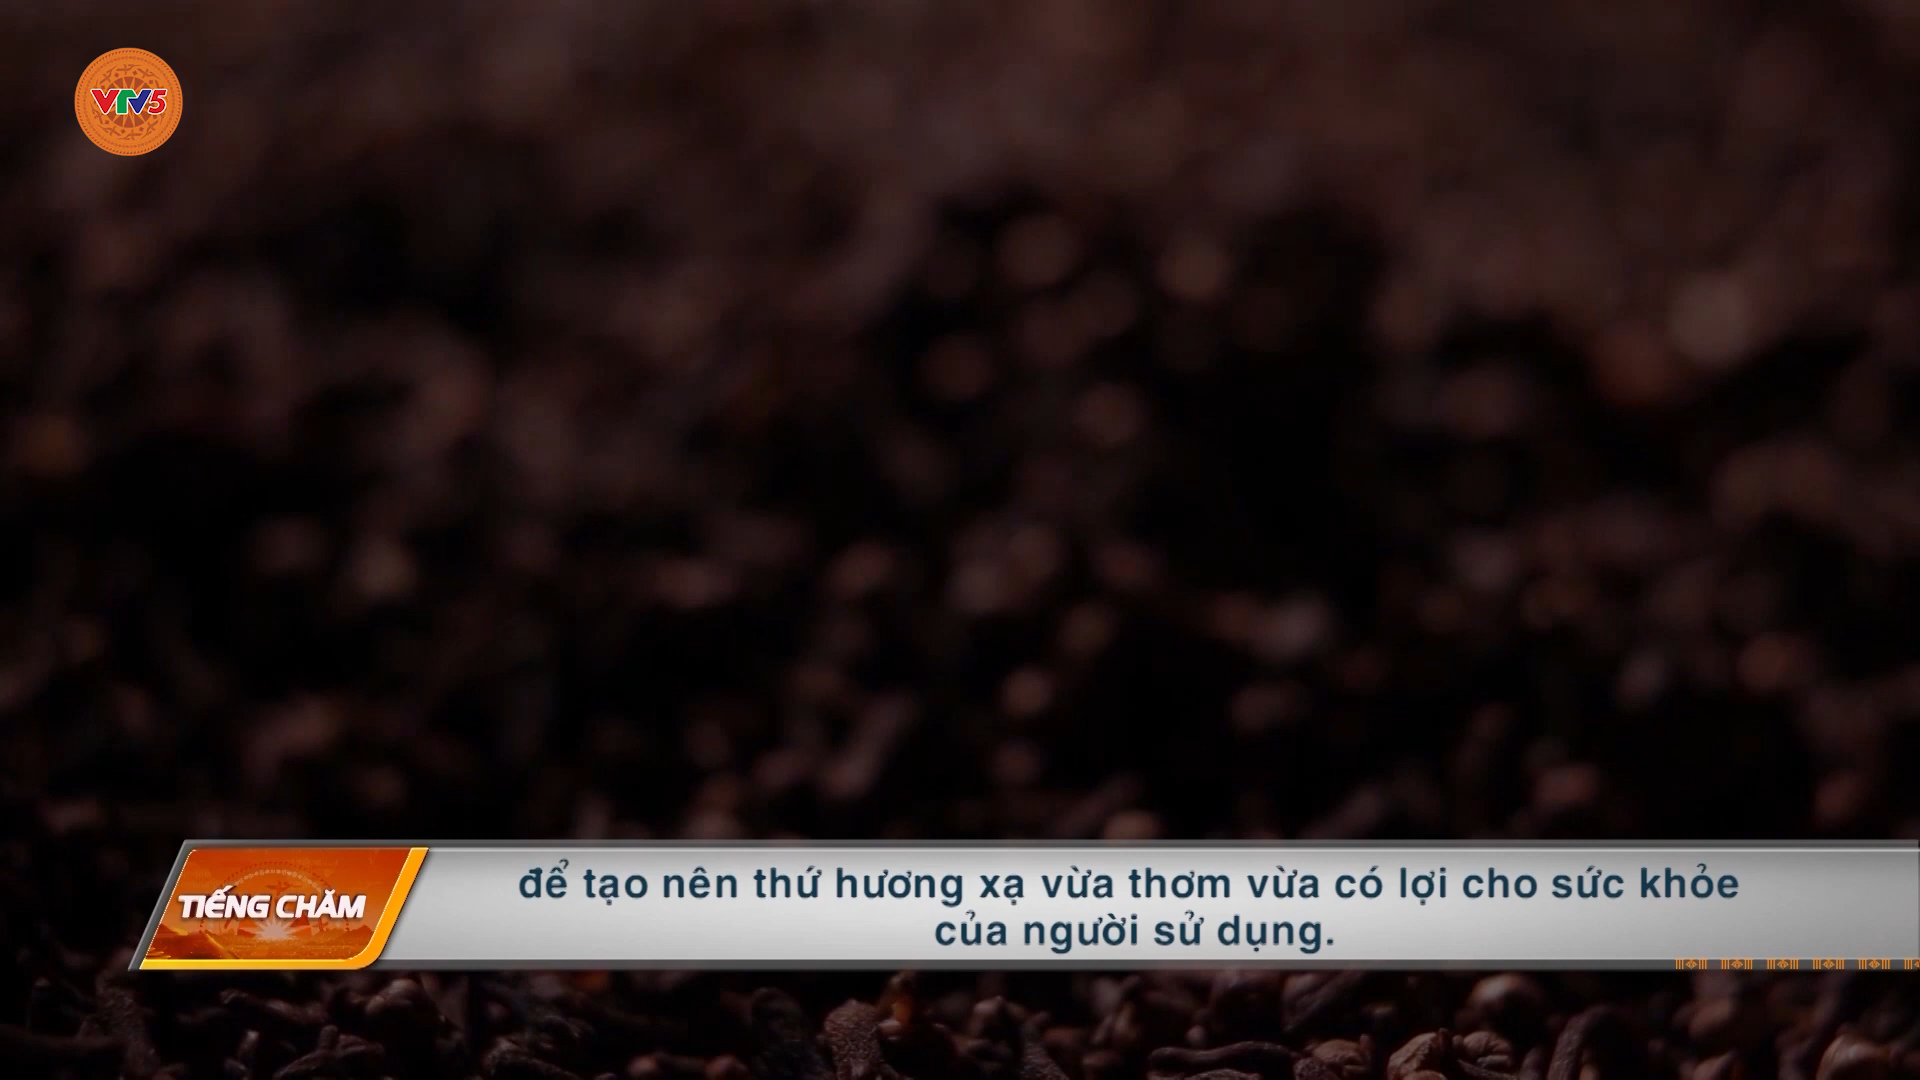 VTV5
TIẾNG CHĂM
để tạo nên thứ hương xạ vừa thơm vừa có lợi cho sức khỏe
của người sử dụng.